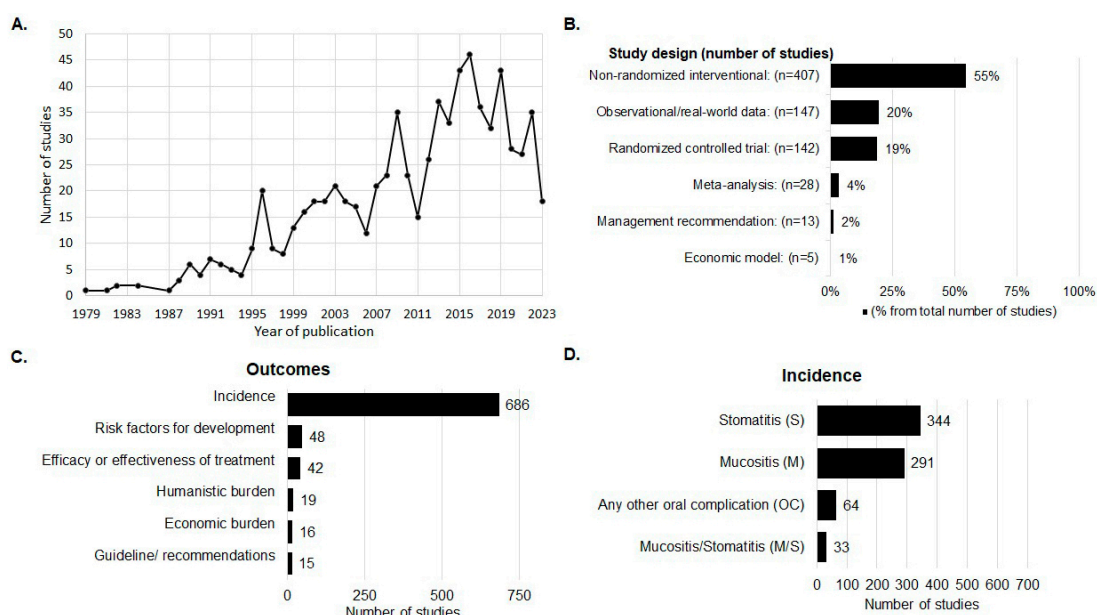 A.
Number of studies
50
45
40
35
30
25
20
15
10
5
0
1979 1983 1987 1991 1995 1999 2003 2007 2011 2015 2019 2023
Year of publication
B.
Study design (number of studies)
Non-randomized interventional: (n=407) 55%
Observational/real-world data: (n=147) 20%
Randomized controlled trial: (n=142) 19%
Meta-analysis: (n=28) 4%
Management recommendation: (n=13) 2%
Economic model: (n=5) 1%
0% 25% 50% 75% 100%
(% from total number of studies)
C.
Outcomes
Incidence 686
Risk factors for development 48
Efficacy or effectiveness of treatment 42
Humanistic burden 19
Economic burden 16
Guideline/ recommendations 15
0 250 500 750
Number of studies
D.
Incidence
Stomatitis (S) 344
Mucositis (M) 291
Any other oral complication (OC) 64
Mucositis/Stomatitis (M/S) 33
0 100 200 300 400 500 600 700
Number of studies